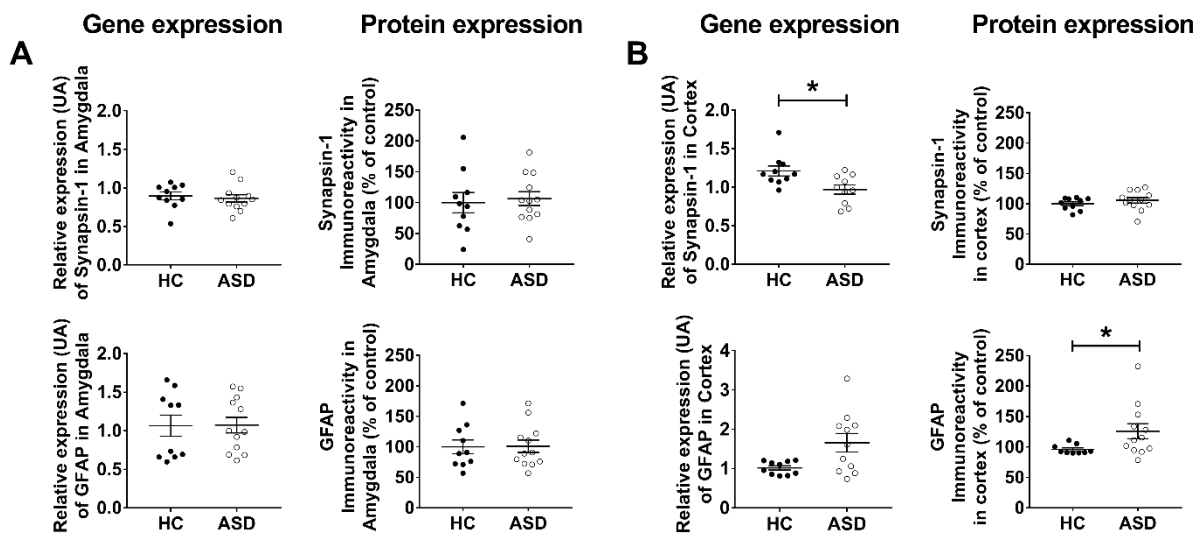 Gene expression
Protein expression
Gene expression
Protein expression
A
B
Relative expression (UA)
of Synapsin-1 in Amygdala
2.0
1.5
1.0
0.5
0.0
HC
ASD
Synapsin-1
Immunoreactivity in
Amygdala (% of control)
250
200
150
100
50
0
HC
ASD
Relative expression (UA)
of Synapsin-1 in Cortex
2.0
1.5
1.0
0.5
0.0
*
HC
ASD
Synapsin-1
Immunoreactivity
in cortex (% of control)
250
200
150
100
50
0
HC
ASD
Relative expression (UA)
of GFAP in Amygdala
2.0
1.5
1.0
0.5
0.0
HC
ASD
GFAP
Immunoreactivity in
Amygdala (% of control)
250
200
150
100
50
0
HC
ASD
Relative expression (UA)
of GFAP in Cortex
4
3
2
1
0
HC
ASD
GFAP
Immunoreactivity
in cortex (% of control)
250
200
150
100
50
0
*
HC
ASD